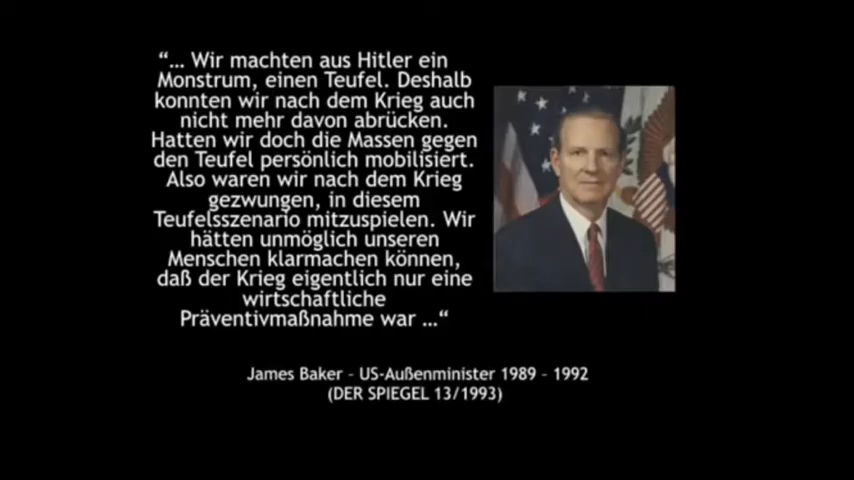 “… Wir machten aus Hitler ein
Monstrum, einen Teufel. Deshalb
konnten wir nach dem Krieg auch
nicht mehr davon abrücken.
Hatten wir doch die Massen gegen
den Teufel persönlich mobilisiert.
Also waren wir nach dem Krieg
gezwungen, in diesem
Teufelsszenario mitzuspielen. Wir
hätten unmöglich unseren
Menschen klarmachen können,
daß der Krieg eigentlich nur eine
wirtschaftliche
Präventivmaßnahme war …“
James Baker - US-Außenminister 1989 - 1992
(DER SPIEGEL 13/1993)